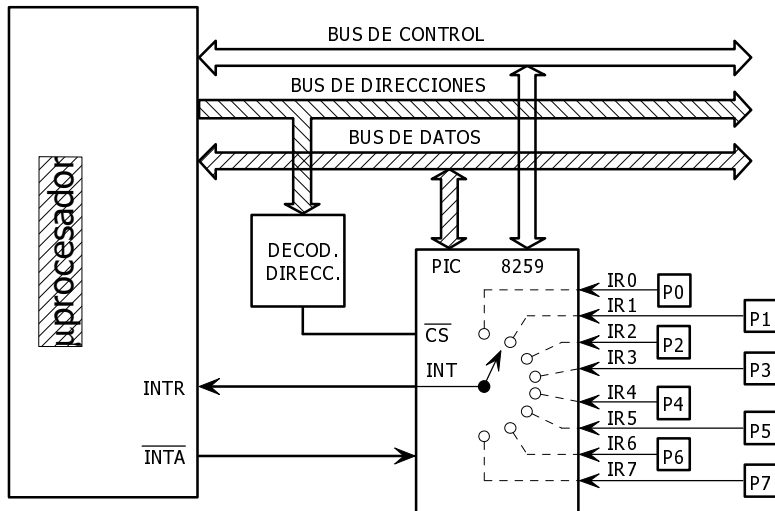 BUS DE CONTROL
BUS DE DIRECCIONES
BUS DE DATOS
μprocesador
DECOD.
DIRECC.
PIC 8259
IR0 P0
IR1 P1
IR2 P2
IR3 P3
IR4 P4
IR5 P5
IR6 P6
IR7 P7
CS
INT
INTR
INTA